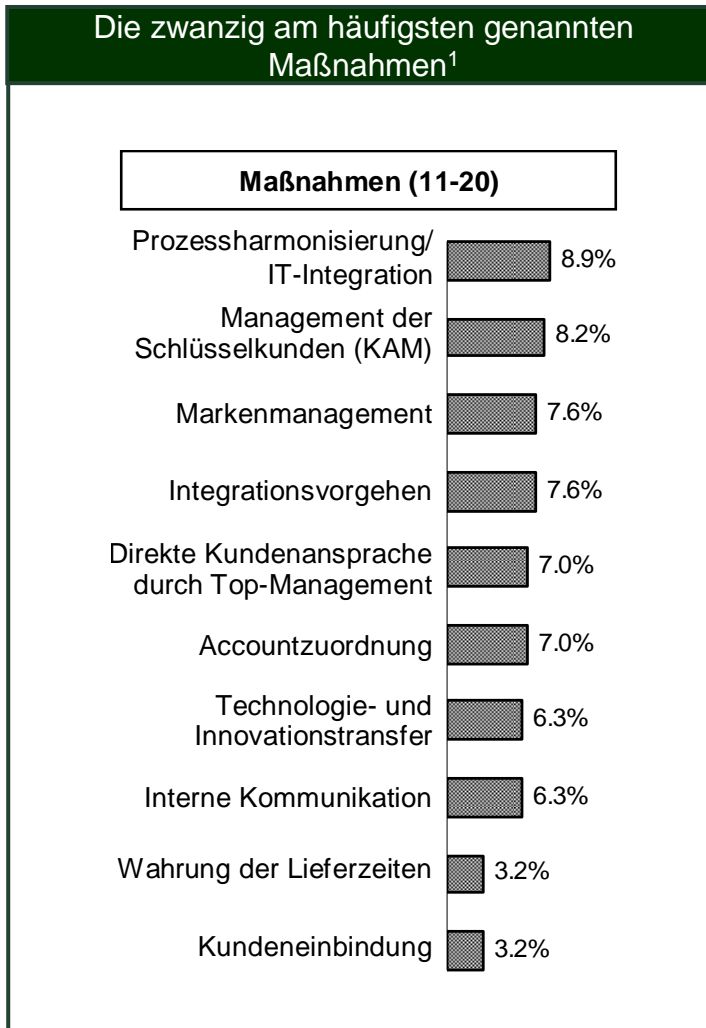 Die zwanzig am häufigsten genannten
Maßnahmen¹
Maßnahmen (11-20)
Prozessharmonisierung/
IT-Integration
8.9%
Management der
Schlüsselkunden (KAM)
8.2%
Markenmanagement
7.6%
Integrationsvorgehen
7.6%
Direkte Kundenansprache
durch Top-Management
7.0%
Accountzuordnung
7.0%
Technologie- und
Innovationstransfer
6.3%
Interne Kommunikation
6.3%
Wahrung der Lieferzeiten
3.2%
Kundeneinbindung
3.2%